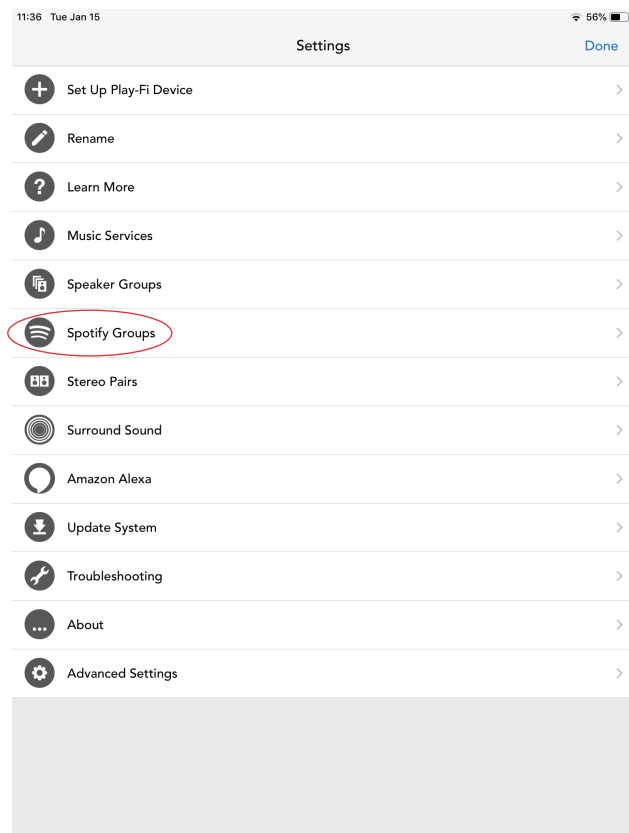 11:36 Tue Jan 15 56%
Settings Done
Set Up Play-Fi Device
Rename
Learn More
Music Services
Speaker Groups
Spotify Groups
Stereo Pairs
Surround Sound
Amazon Alexa
Update System
Troubleshooting
About
Advanced Settings